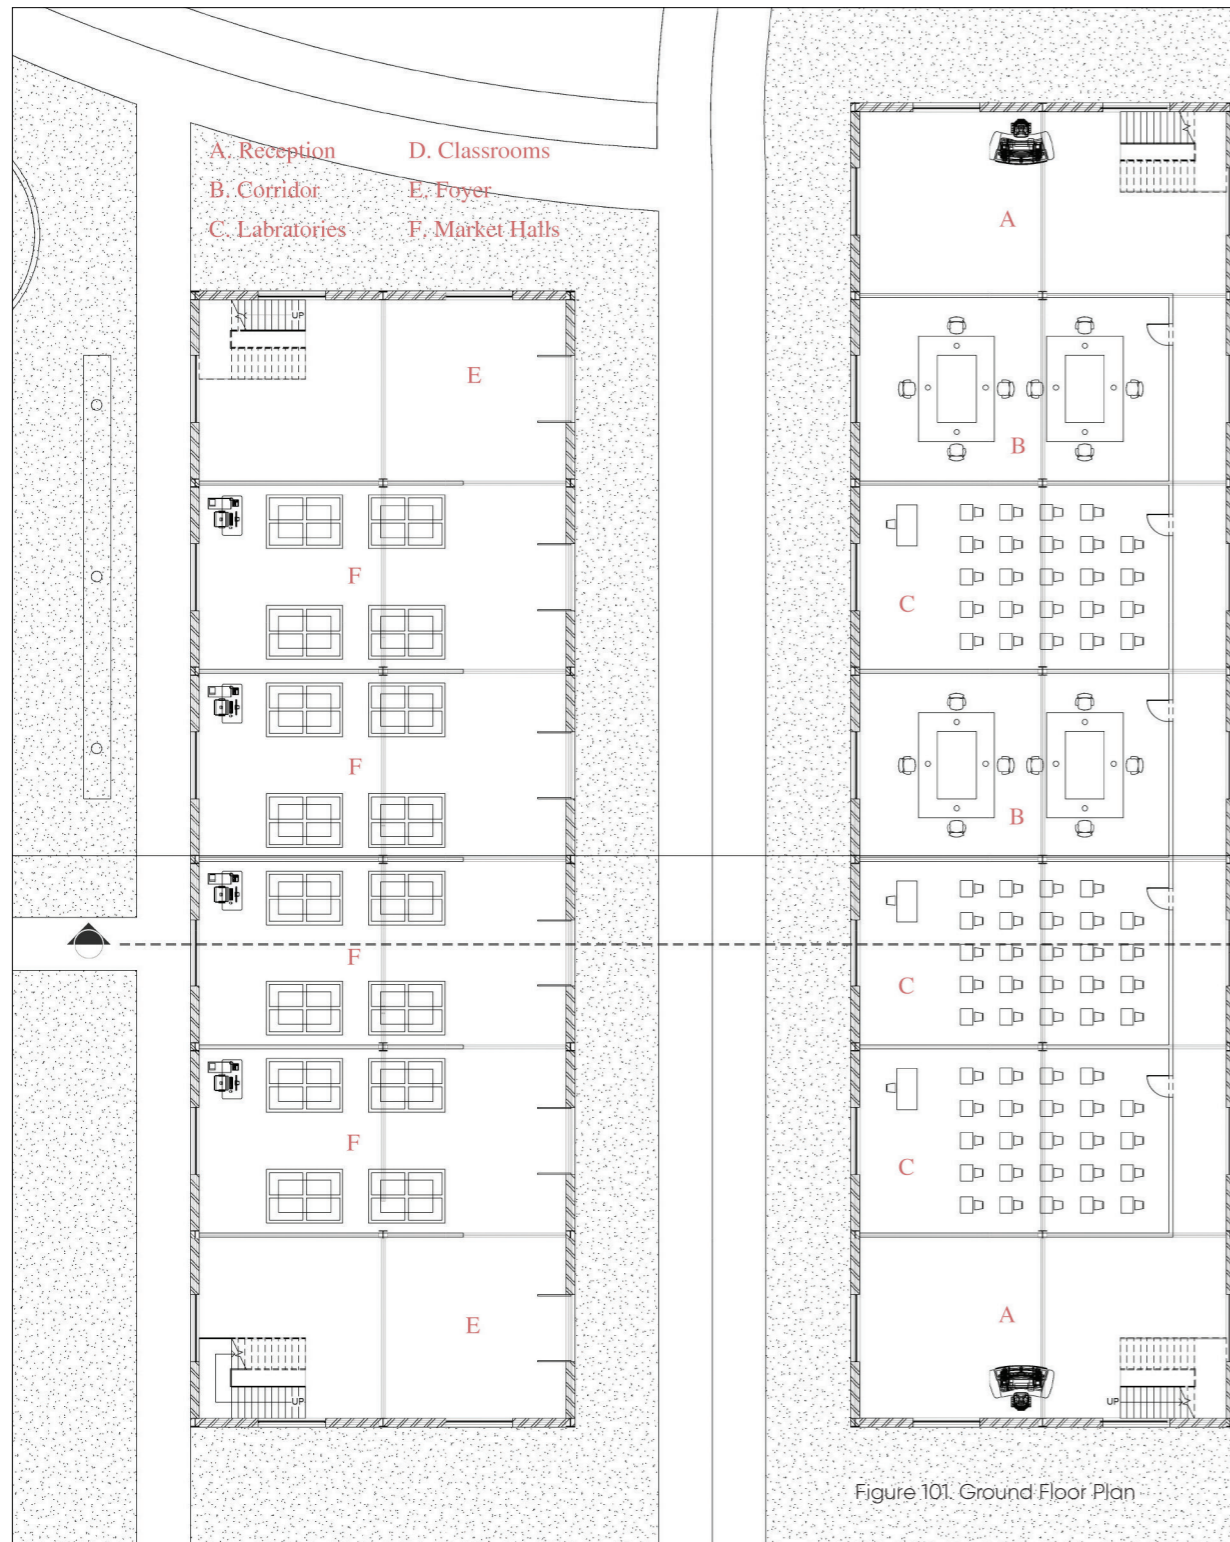 A. Reception
D. Classrooms
B. Corridor
E. Foyer
C. Labratories
F. Market Halls
A
UP
E
B
F
C
F
B
F
C
F
C
E
A
UP
UP
Figure 101. Ground Floor Plan